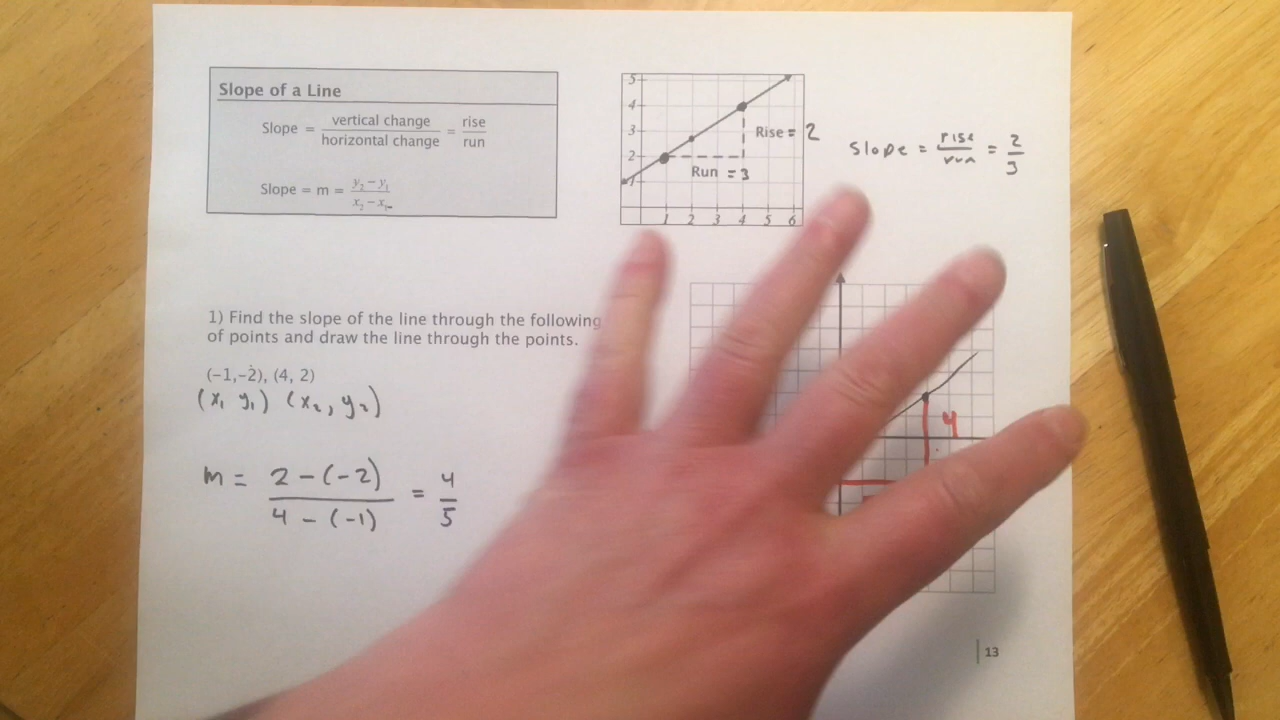 Slope of a Line
Slope = vertical change / horizontal change = rise / run
Slope = m = y₂ − y₁ / x₂ − x₁
5
4
3
2
1
1 2 3 4 5 6
Rise = 2
Run = 3
Slope = rise / run = 2 / 3
1) Find the slope of the line through the following
of points and draw the line through the points.
(-1,-2), (4, 2)
(x₁ y₁) (x₂, y₂)
m = 2 - (-2) / 4 - (-1) = 4 / 5
4
13